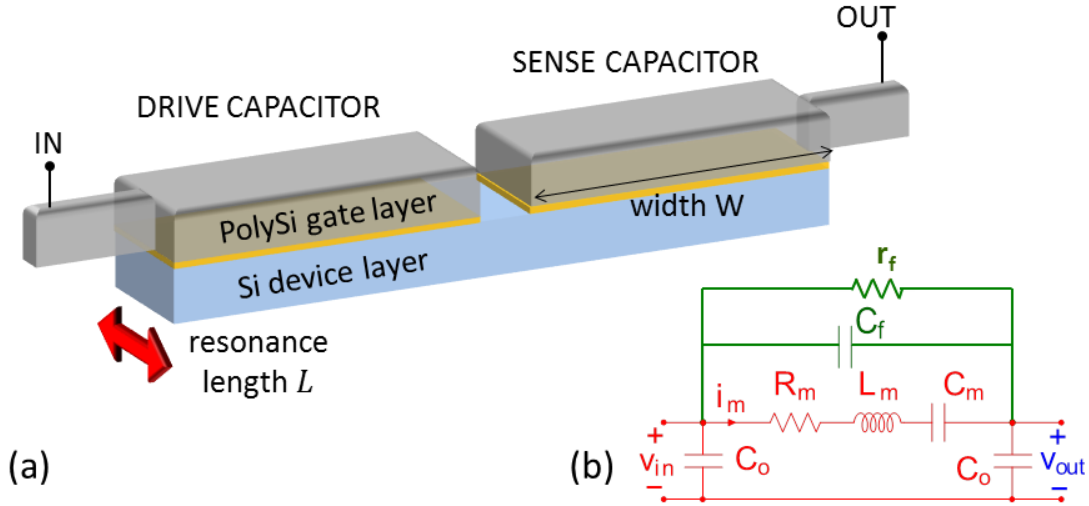 OUT
SENSE CAPACITOR
DRIVE CAPACITOR
IN
PolySi gate layer
width W
Si device layer
resonance
length L
r_f
C_f
R_m
L_m
C_m
i_m
+
v_in
−
C_o
C_o
+
v_out
−
(a)
(b)